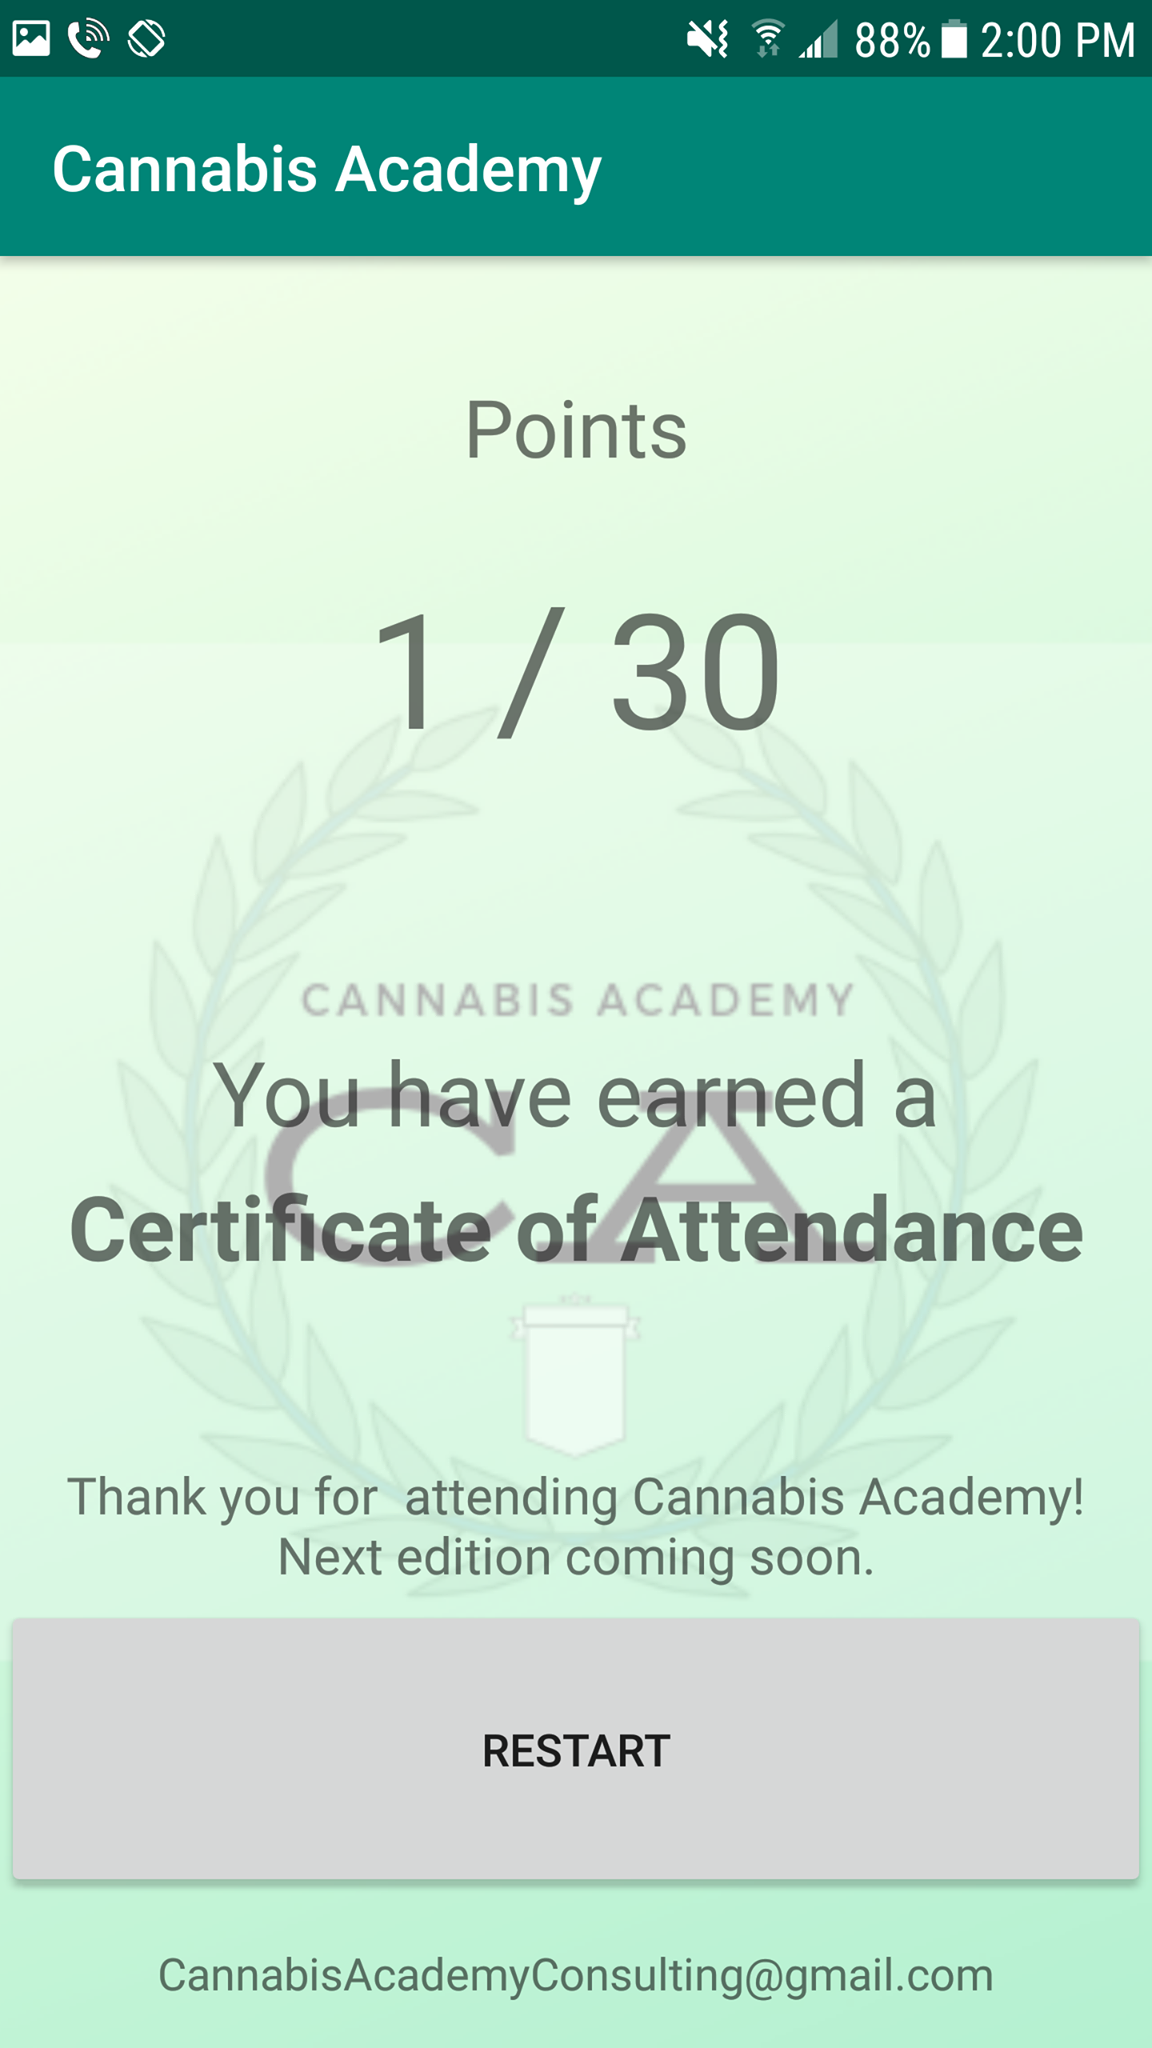 88% 2:00 PM
Cannabis Academy
Points
1 / 30
CANNABIS ACADEMY
You have earned a
CA
Certificate of Attendance
Thank you for  attending Cannabis Academy!
Next edition coming soon.
RESTART
CannabisAcademyConsulting@gmail.com